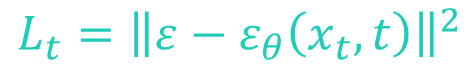 L_t = ‖ε − ε_θ(x_t, t)‖²